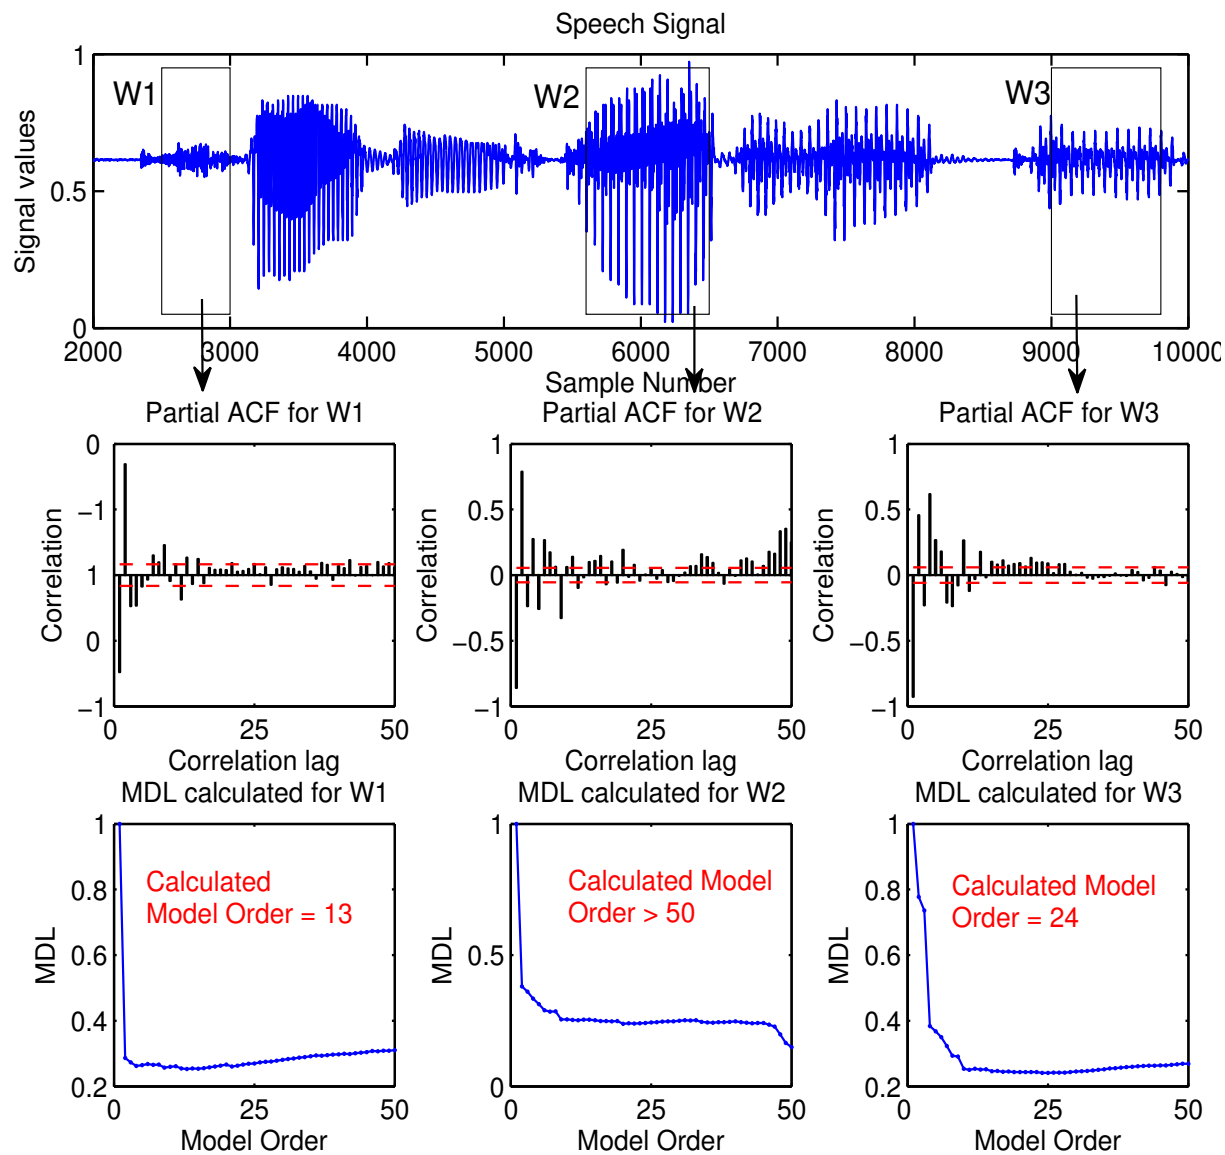 Speech Signal
1
W1
W2
W3
Signal values
0.5
0
2000 3000 4000 5000 6000 7000 8000 9000 10000
Sample Number
Partial ACF for W1 Partial ACF for W2 Partial ACF for W3
0 1 1
−1 0.5 0.5
Correlation Correlation Correlation
1 0 0
0 −0.5 −0.5
−1 −1 −1
0 25 50 0 25 50 0 25 50
Correlation lag Correlation lag Correlation lag
MDL calculated for W1 MDL calculated for W2 MDL calculated for W3
1 1 1
Calculated
Model Order = 13
Calculated Model
Order > 50
Calculated Model
Order = 24
0.8 0.8
0.6 0.5 0.6
MDL MDL MDL
0.4 0.4
0.2 0 0.2
0 25 50 0 25 50 0 25 50
Model Order Model Order Model Order